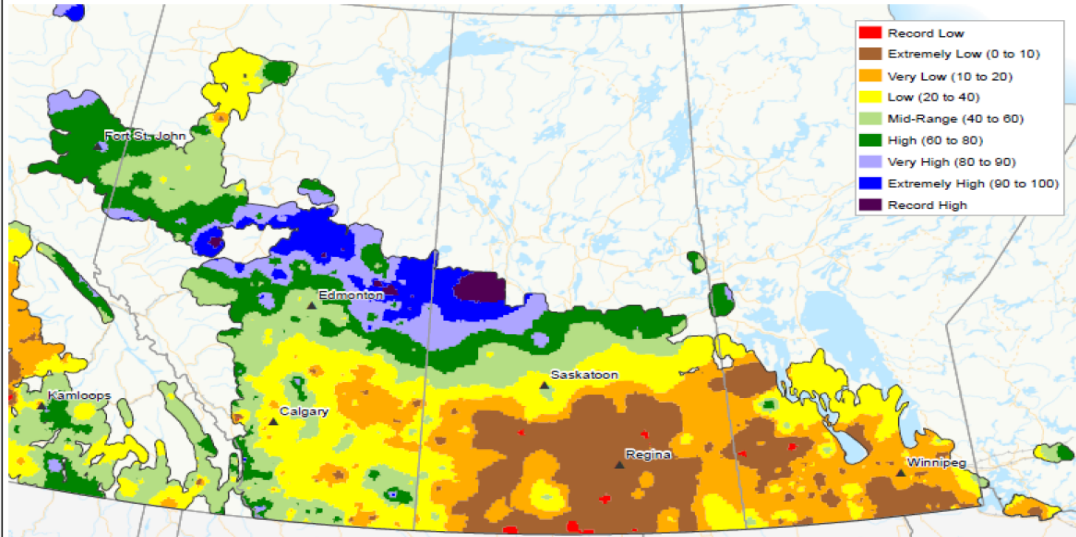 Record Low
Extremely Low (0 to 10)
Very Low (10 to 20)
Low (20 to 40)
Mid-Range (40 to 60)
High (60 to 80)
Very High (80 to 90)
Extremely High (90 to 100)
Record High
Fort St. John
Edmonton
Saskatoon
Kamloops
Calgary
Regina
Winnipeg